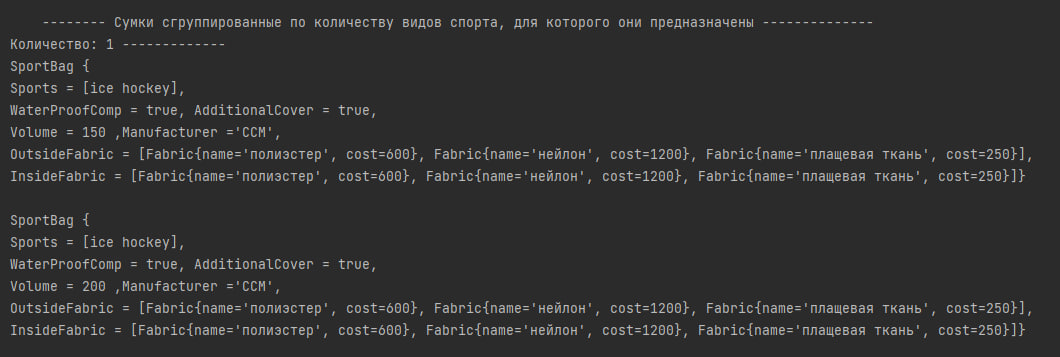 -------- Сумки сгруппированные по количеству видов спорта, для которого они предназначены --------------
Количество: 1 -------------
SportBag {
Sports = [ice hockey],
WaterProofComp = true, AdditionalCover = true,
Volume = 150 ,Manufacturer ='CCM',
OutsideFabric = [Fabric{name='полиэстер', cost=600}, Fabric{name='нейлон', cost=1200}, Fabric{name='плащевая ткань', cost=250}],
InsideFabric = [Fabric{name='полиэстер', cost=600}, Fabric{name='нейлон', cost=1200}, Fabric{name='плащевая ткань', cost=250}]}
SportBag {
Sports = [ice hockey],
WaterProofComp = true, AdditionalCover = true,
Volume = 200 ,Manufacturer ='CCM',
OutsideFabric = [Fabric{name='полиэстер', cost=600}, Fabric{name='нейлон', cost=1200}, Fabric{name='плащевая ткань', cost=250}],
InsideFabric = [Fabric{name='полиэстер', cost=600}, Fabric{name='нейлон', cost=1200}, Fabric{name='плащевая ткань', cost=250}]}